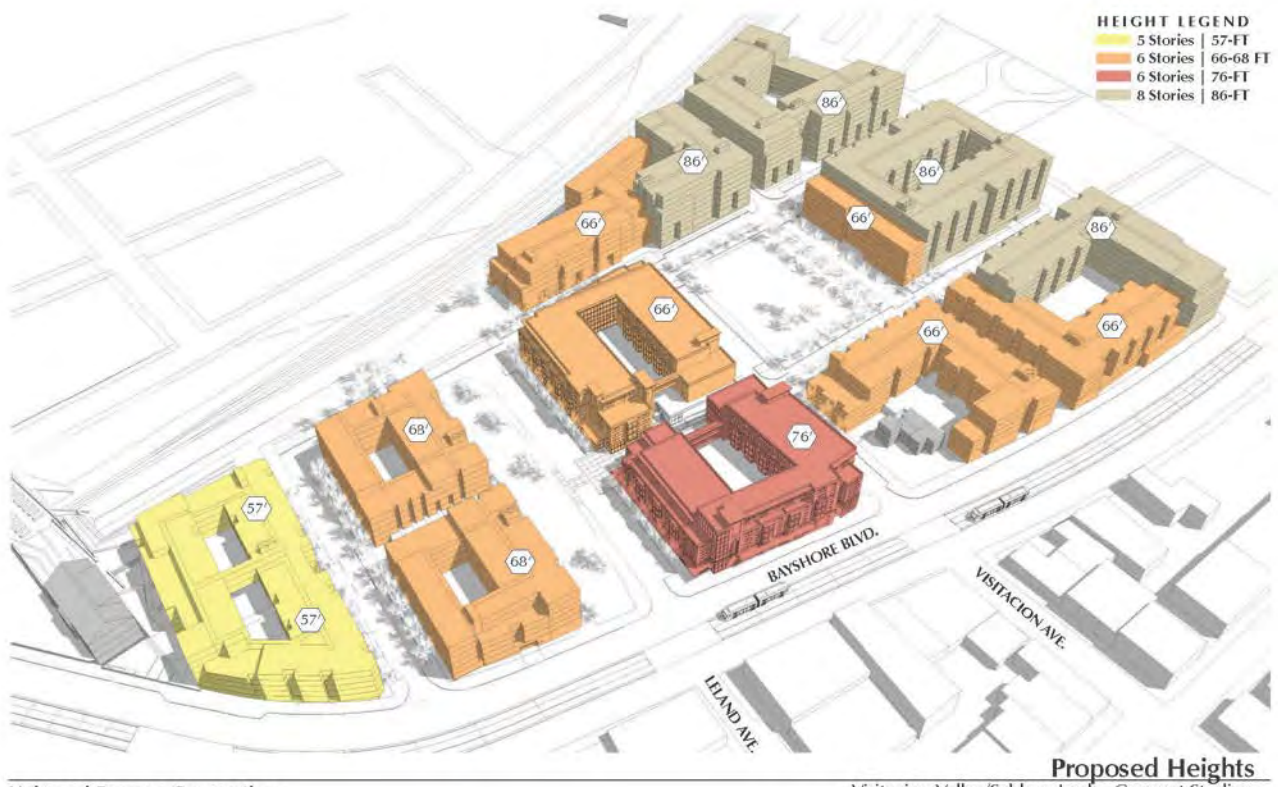 HEIGHT LEGEND
5 Stories | 57-FT
6 Stories | 66-68 FT
6 Stories | 76-FT
8 Stories | 86-FT
86′
86′
86′
66′
66′
86′
66′
66′
66′
68′
76′
57′
68′
57′
BAYSHORE BLVD.
VISITACION AVE.
LELAND AVE.
Proposed Heights